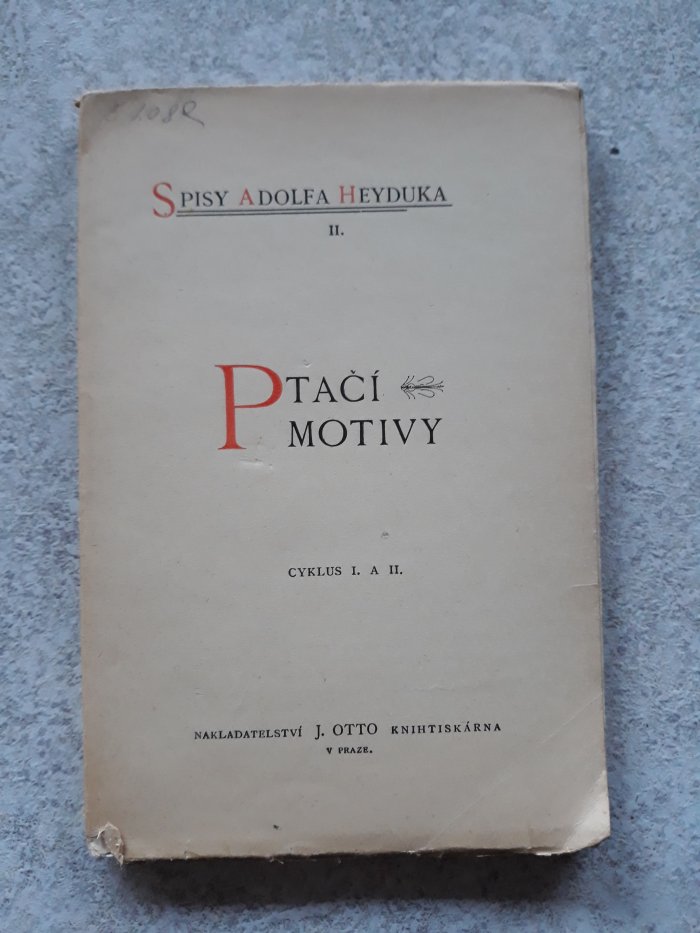 SPISY ADOLFA HEYDUKA
II.
PTAČÍ
MOTIVY
CYKLUS I. A II.
NAKLADATELSTVÍ J. OTTO KNIHTISKÁRNA
V PRAZE.